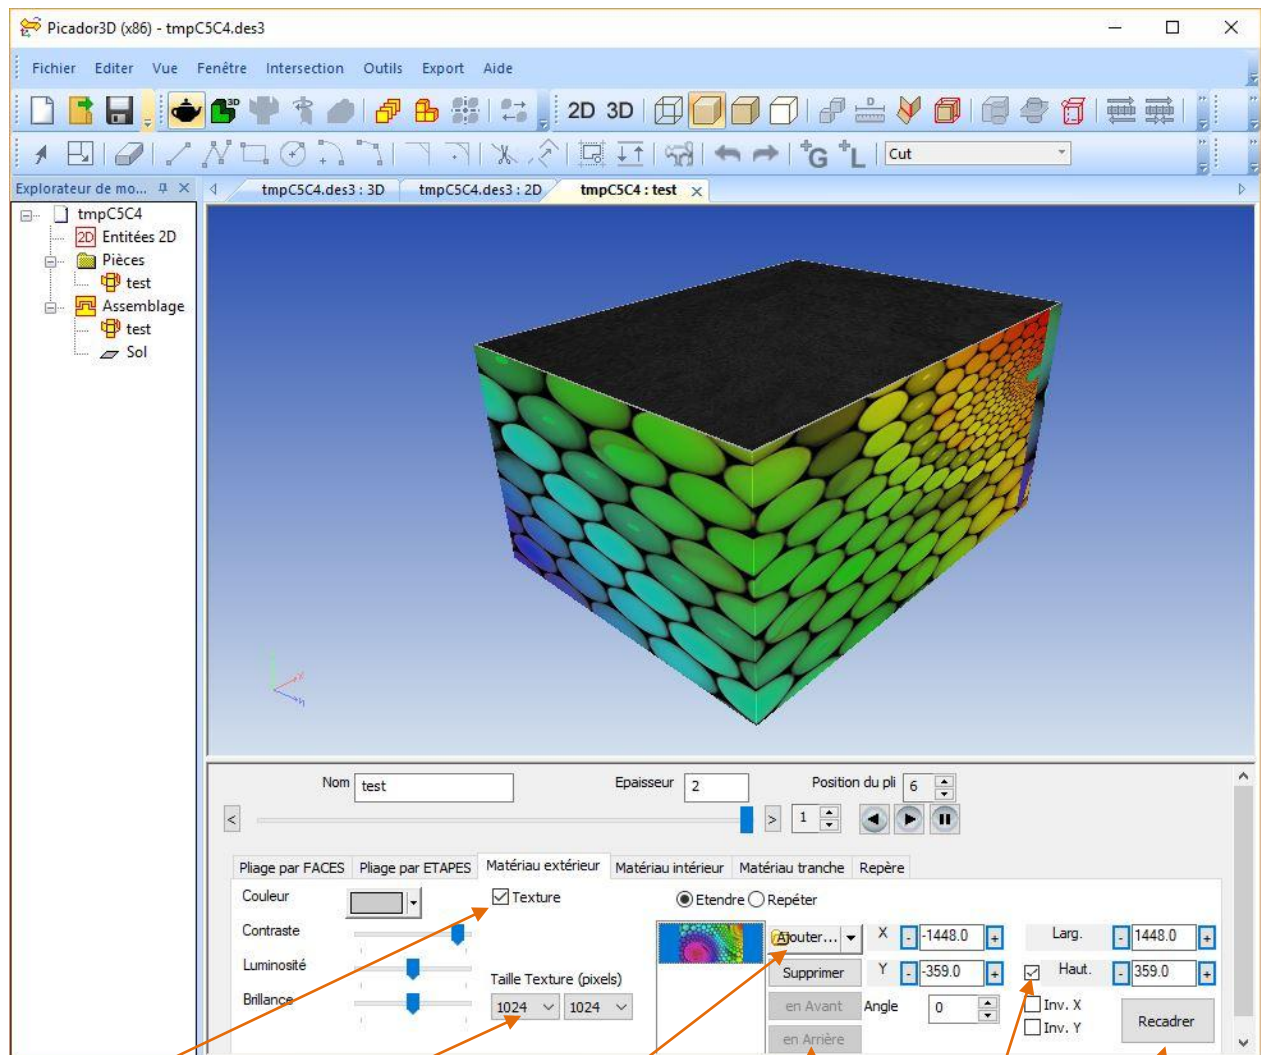 Picador3D (x86) - tmpC5C4.des3
Fichier Editer Vue Fenêtre Intersection Outils Export Aide
3D 2D 3D D
+G +L Cut
Explorateur de mo... tmpC5C4.des3 : 3D tmpC5C4.des3 : 2D tmpC5C4 : test
tmpC5C4
2D Entitées 2D
Pièces
test
Assemblage
test
Sol
X
Nom test Epaisseur 2 Position du pli 6
< > 1
Pliage par FACES Pliage par ETAPES Matériau extérieur Matériau intérieur Matériau tranche Repère
Couleur Texture Etendre Repéter
Contraste Ajouter... X - -1448.0 + Larg. - 1448.0 +
Luminosité Taille Texture (pixels) Supprimer Y - -359.0 + Haut. - 359.0 +
Brillance 1024 1024 en Avant Angle 0 Inv. X Recadrer
en Arrière Inv. Y